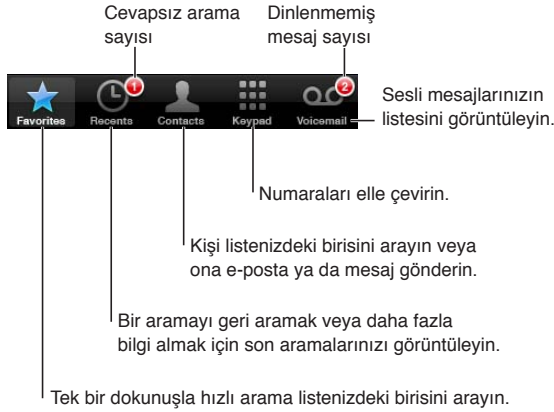 Cevapsız arama
sayısı
Dinlenmemiş
mesaj sayısı
1
2
Favorites
Recents
Contacts
Keypad
Voicemail
Sesli mesajlarınızın
listesini görüntüleyin.
Numaraları elle çevirin.
Kişi listenizdeki birisini arayın veya
ona e-posta ya da mesaj gönderin.
Bir aramayı geri aramak veya daha fazla
bilgi almak için son aramalarınızı görüntüleyin.
Tek bir dokunuşla hızlı arama listenizdeki birisini arayın.